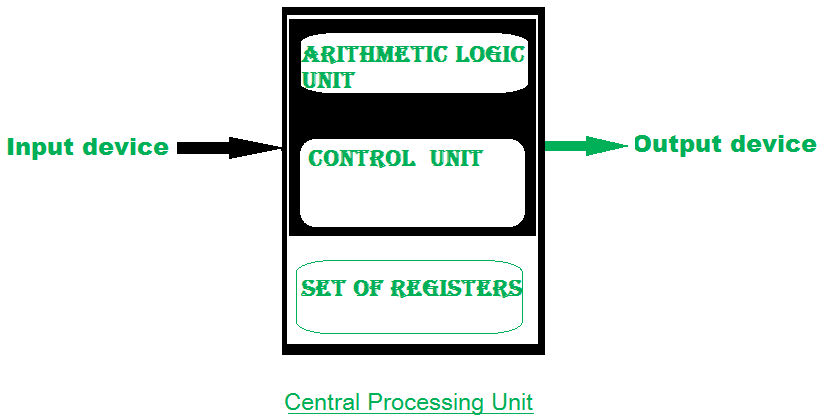 ARITHMETIC LOGIC
UNIT
Input device
Output device
CONTROL UNIT
SET OF REGISTERS
Central Processing Unit